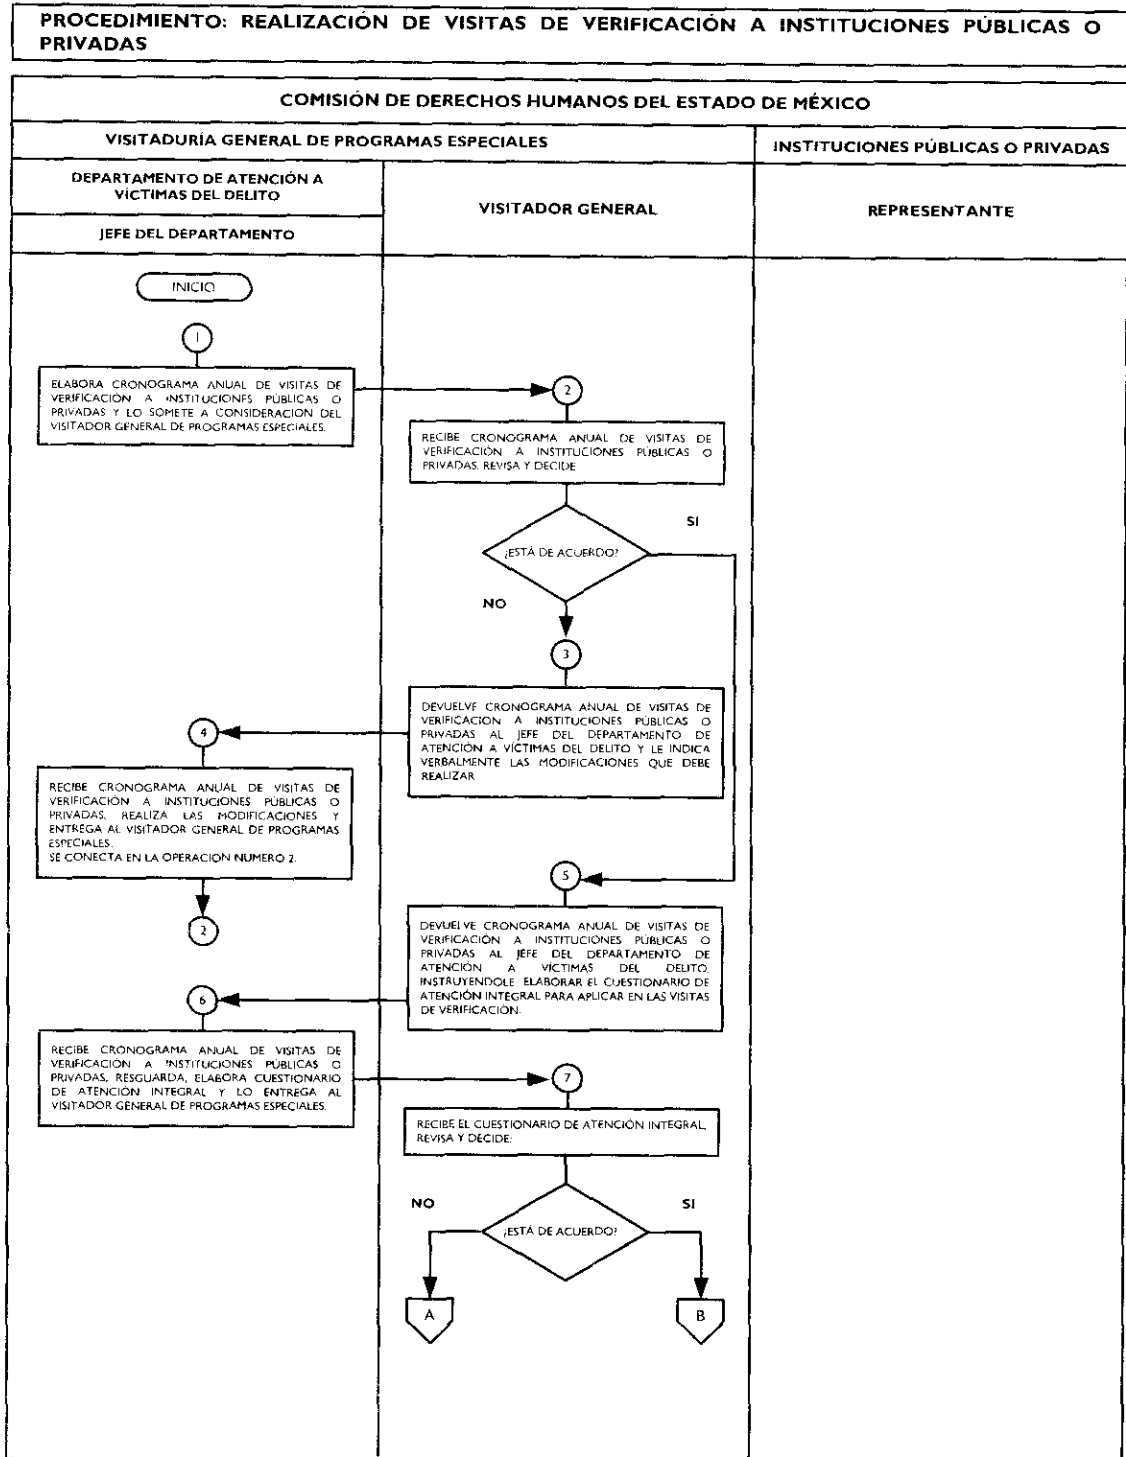 PROCEDIMIENTO: REALIZACIÓN DE VISITAS DE VERIFICACIÓN A INSTITUCIONES PÚBLICAS O
PRIVADAS
COMISIÓN DE DERECHOS HUMANOS DEL ESTADO DE MÉXICO
VISITADURÍA GENERAL DE PROGRAMAS ESPECIALES
INSTITUCIONES PÚBLICAS O PRIVADAS
DEPARTAMENTO DE ATENCIÓN A
VÍCTIMAS DEL DELITO
JEFE DEL DEPARTAMENTO
VISITADOR GENERAL
REPRESENTANTE
INICIO
1
ELABORA CRONOGRAMA ANUAL DE VISITAS DE
VERIFICACIÓN A INSTITUCIONES PÚBLICAS O
PRIVADAS Y LO SOMETE A CONSIDERACION DEL
VISITADOR GENERAL DE PROGRAMAS ESPECIALES.
2
RECIBE CRONOGRAMA ANUAL DE VISITAS DE
VERIFICACIÓN A INSTITUCIONES PÚBLICAS O
PRIVADAS, REVISA Y DECIDE
¿ESTÁ DE ACUERDO?
SI
NO
3
DEVUELVE CRONOGRAMA ANUAL DE VISITAS DE
VERIFICACION A INSTITUCIONES PÚBLICAS O
PRIVADAS AL JEFE DEL DEPARTAMENTO DE
ATENCIÓN A VÍCTIMAS DEL DELITO Y LE INDICA
VERBALMENTE LAS MODIFICACIONES QUE DEBE
REALIZAR
4
RECIBE CRONOGRAMA ANUAL DE VISITAS DE
VERIFICACIÓN A INSTITUCIONES PÚBLICAS O
PRIVADAS, REALIZA LAS MODIFICACIONES Y
ENTREGA AL VISITADOR GENERAL DE PROGRAMAS
ESPECIALES.
SE CONECTA EN LA OPERACION NUMERO 2.
2
5
DEVUELVE CRONOGRAMA ANUAL DE VISITAS DE
VERIFICACIÓN A INSTITUCIONES PÚBLICAS O
PRIVADAS AL JEFE DEL DEPARTAMENTO DE
ATENCIÓN A VÍCTIMAS DEL DELITO,
INSTRUYENDOLE ELABORAR EL CUESTIONARIO DE
ATENCIÓN INTEGRAL PARA APLICAR EN LAS VISITAS
DE VERIFICACIÓN.
6
RECIBE CRONOGRAMA ANUAL DE VISITAS DE
VERIFICACIÓN A INSTITUCIONES PÚBLICAS O
PRIVADAS, RESGUARDA, ELABORA CUESTIONARIO
DE ATENCIÓN INTEGRAL Y LO ENTREGA AL
VISITADOR GENERAL DE PROGRAMAS ESPECIALES.
7
RECIBE EL CUESTIONARIO DE ATENCIÓN INTEGRAL,
REVISA Y DECIDE:
NO
SI
¿ESTÁ DE ACUERDO?
A
B